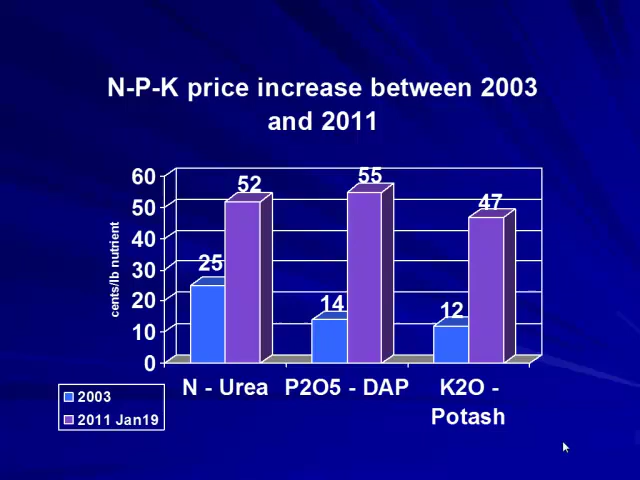 N-P-K price increase between 2003
and 2011
cents/lb nutrient
60
50
40
30
20
10
0
25
52
14
55
12
47
N - Urea
P2O5 - DAP
K2O -
Potash
2003
2011 Jan19